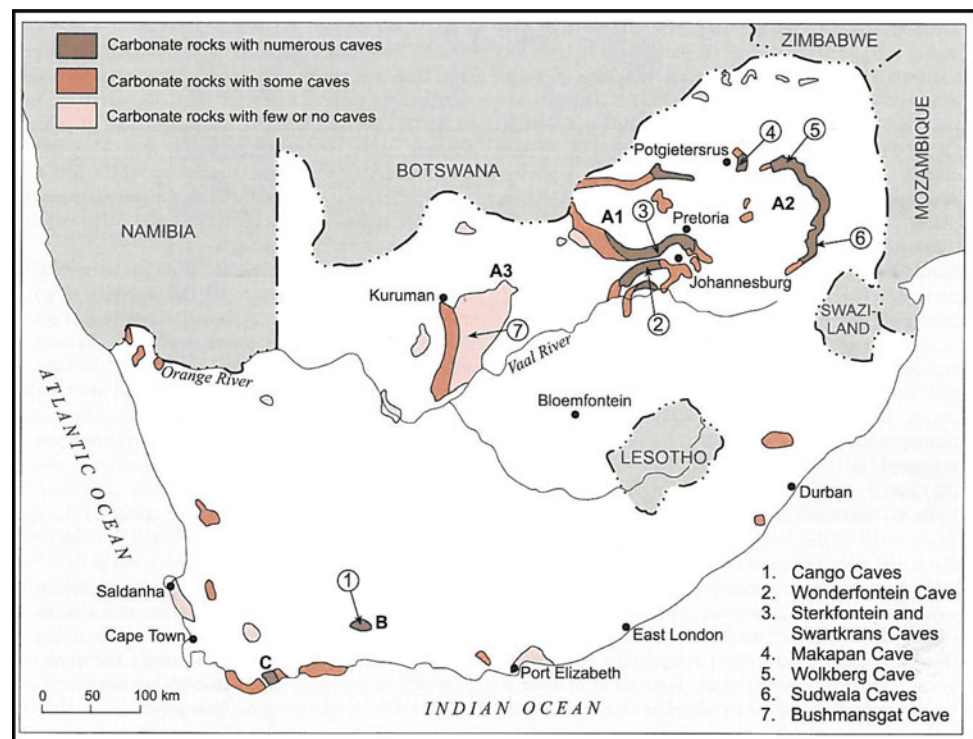 Carbonate rocks with numerous caves
Carbonate rocks with some caves
Carbonate rocks with few or no caves
ZIMBABWE
MOZAMBIQUE
BOTSWANA
NAMIBIA
Potgietersrus
4
5
A1
3
A2
Pretoria
6
A3
Johannesburg
Kuruman
2
7
SWAZI-
LAND
Vaal River
Orange River
Bloemfontein
LESOTHO
ATLANTIC OCEAN
Durban
1
Saldanha
B
Cape Town
East London
C
Port Elizabeth
0 50 100 km
INDIAN OCEAN
1. Cango Caves
2. Wonderfontein Cave
3. Sterkfontein and
Swartkrans Caves
4. Makapan Cave
5. Wolkberg Cave
6. Sudwala Caves
7. Bushmansgat Cave